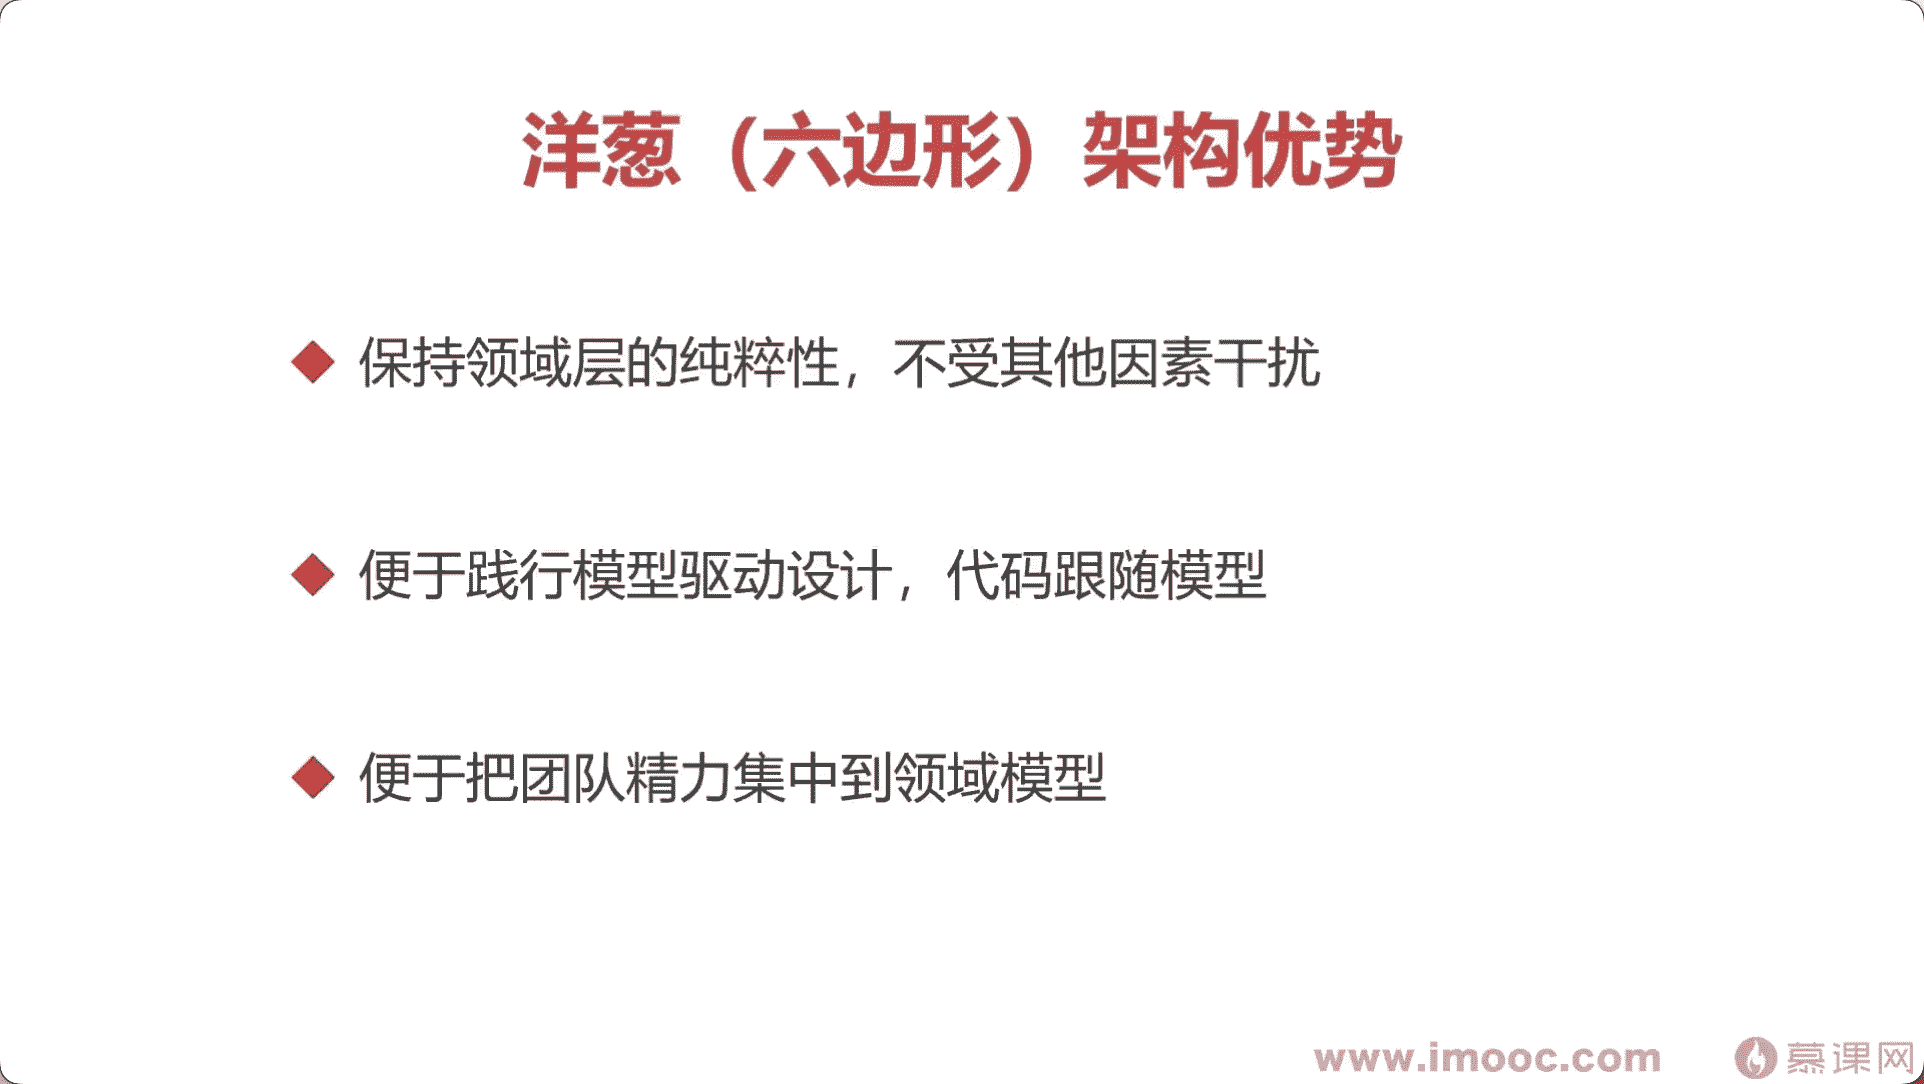 洋葱（六边形）架构优势
保持领域层的纯粹性，不受其他因素干扰
便于践行模型驱动设计，代码跟随模型
便于把团队精力集中到领域模型
www.imooc.com 慕课网